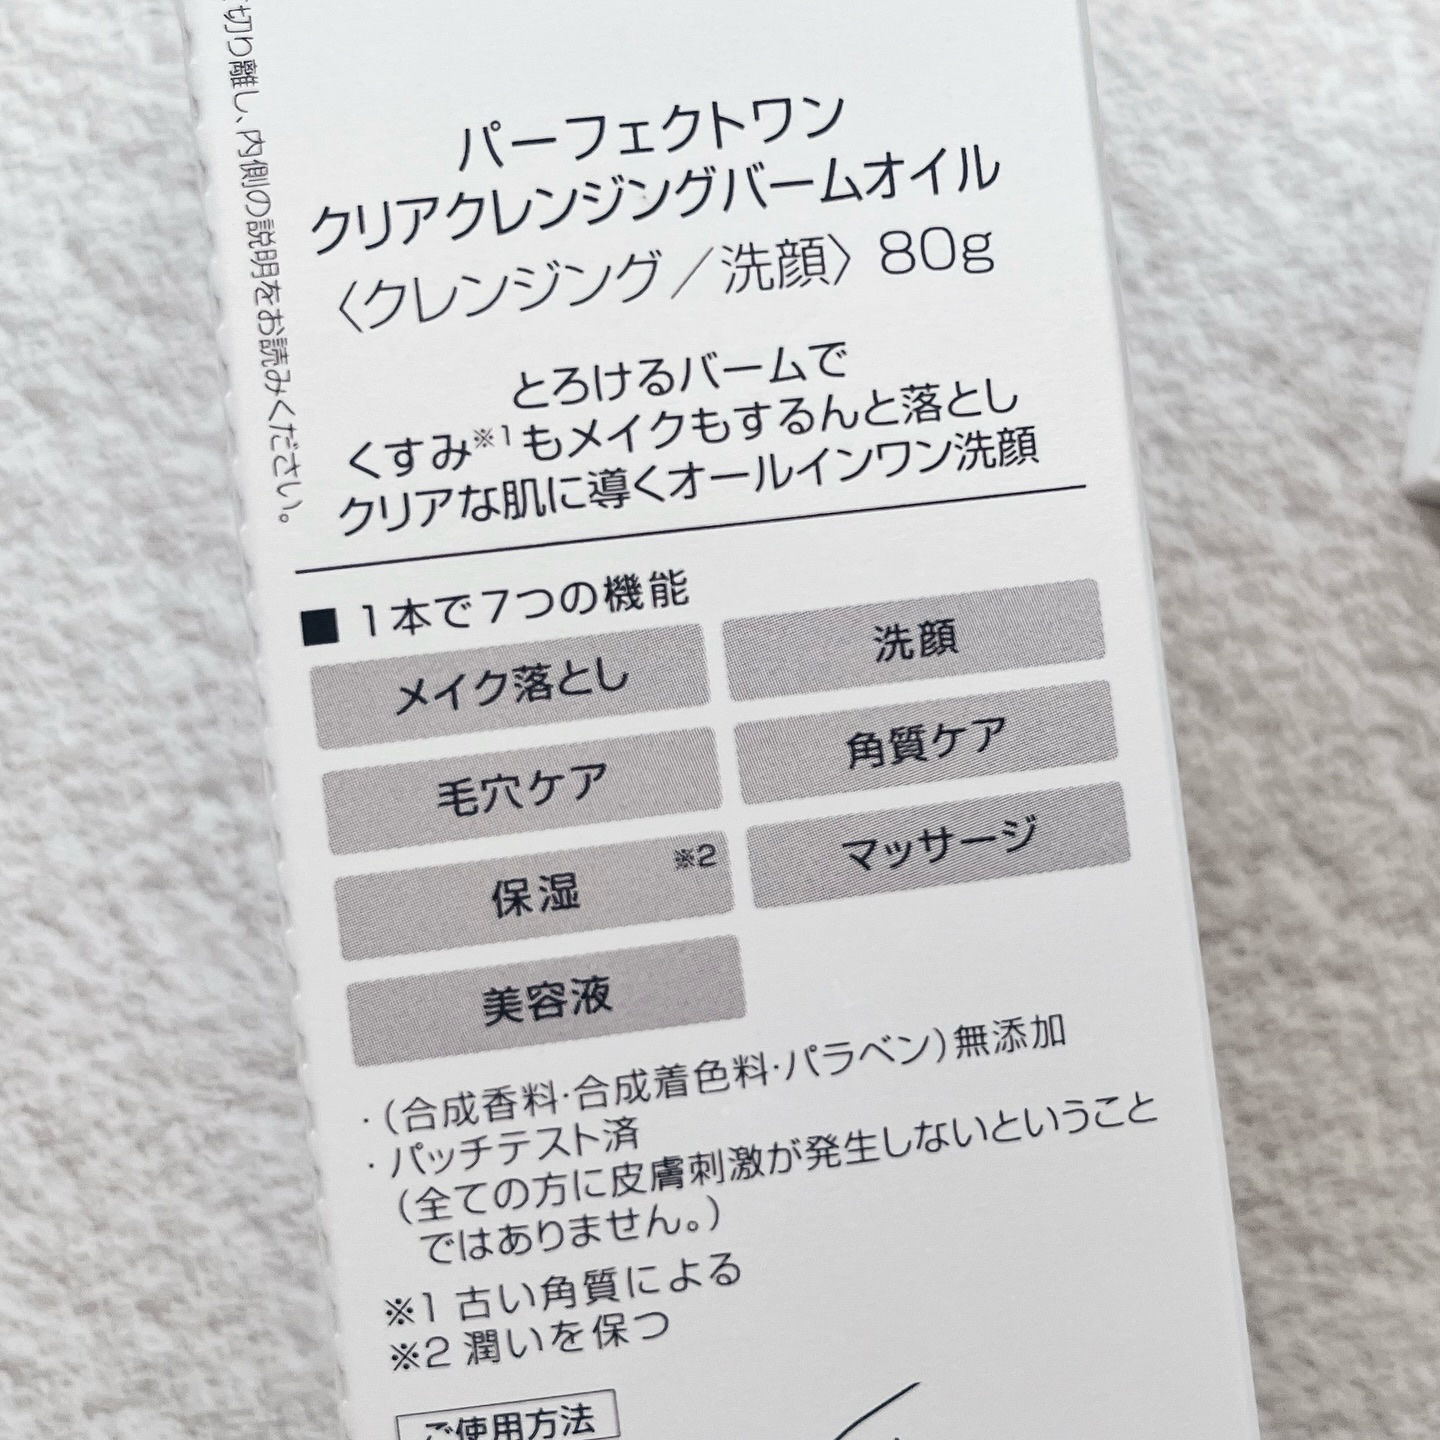 切り離し、内側の説明をお読みください。
パーフェクトワン
クリアクレンジングバームオイル
〈クレンジング／洗顔〉80g
とろけるバームで
くすみ※1もメイクもするんと落とし
クリアな肌に導くオールインワン洗顔
■ 1本で7つの機能
メイク落とし
洗顔
毛穴ケア
角質ケア
保湿※2
マッサージ
美容液
・(合成香料・合成着色料・パラベン)無添加
・パッチテスト済
(全ての方に皮膚刺激が発生しないということ
ではありません。)
※1 古い角質による
※2 潤いを保つ
ご使用方法